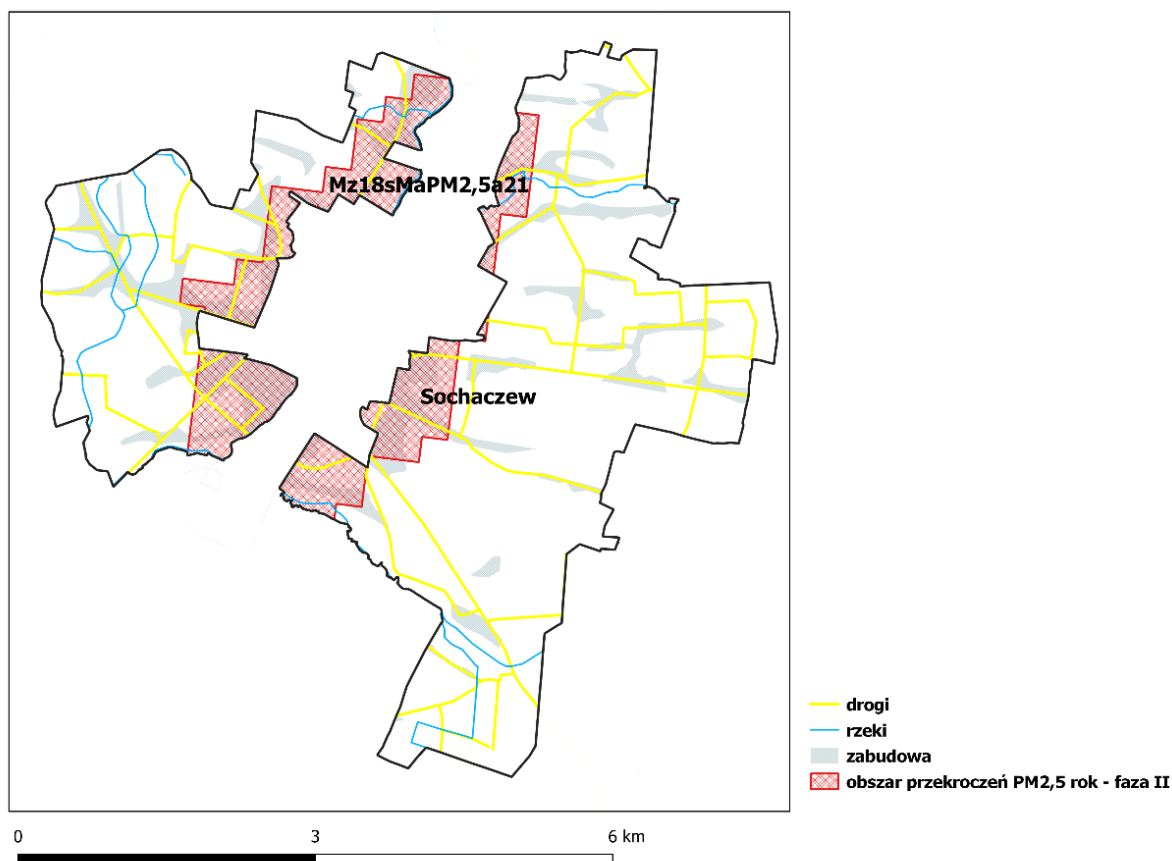 Mz18sMaPM2,5a21
Sochaczew
drogi
rzeki
zabudowa
obszar przekroczeń PM2,5 rok - faza II
0 3 6 km